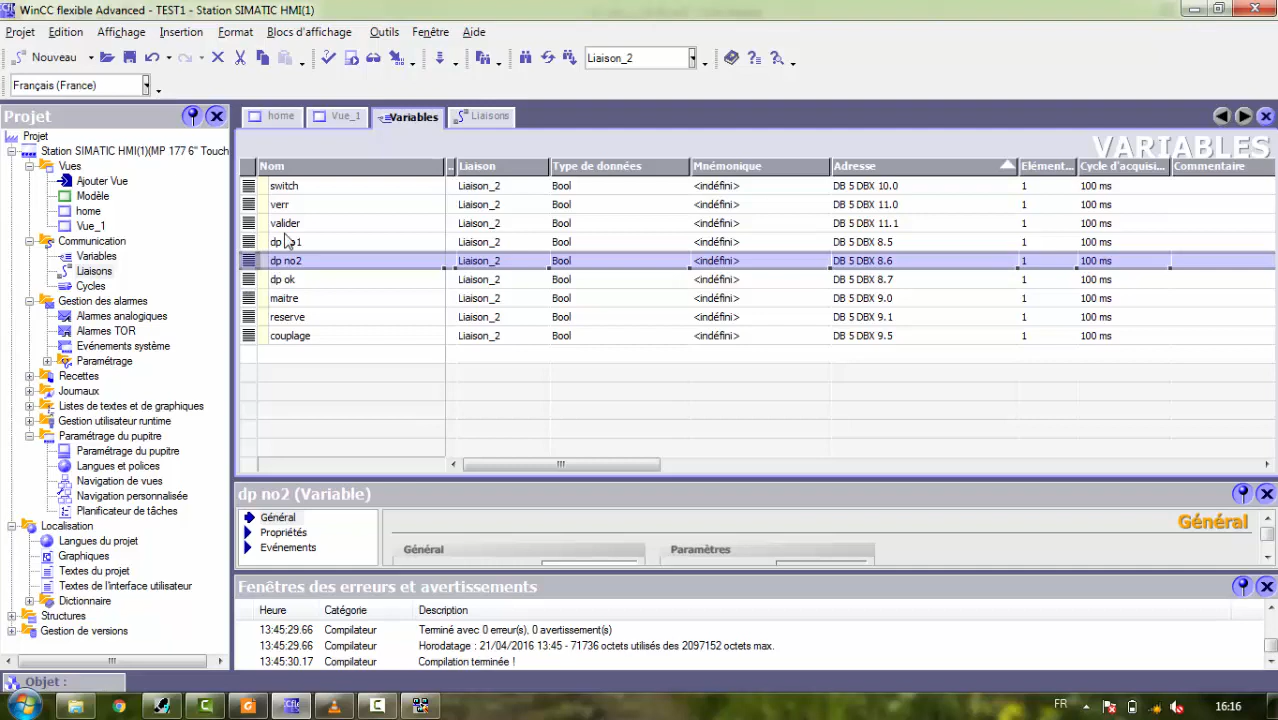 WinCC flexible Advanced - TEST1 - Station SIMATIC HMI(1)
Projet Edition Affichage Insertion Format Blocs d'affichage Outils Fenêtre Aide
Nouveau Liaison_2
Français (France)
Projet
Projet
Station SIMATIC HMI(1)(MP 177 6" Touch
Vues
Ajouter Vue
Modèle
home
Vue_1
Communication
Variables
Liaisons
Cycles
Gestion des alarmes
Alarmes analogiques
Alarmes TOR
Evénements système
Paramétrage
Recettes
Journaux
Listes de textes et de graphiques
Gestion utilisateur runtime
Paramétrage du pupitre
Paramétrage du pupitre
Langues et polices
Navigation de vues
Navigation personnalisée
Planificateur de tâches
Localisation
Langues du projet
Graphiques
Textes du projet
Textes de l'interface utilisateur
Dictionnaire
Structures
Gestion de versions
home Vue_1 Variables Liaisons
VARIABLES
Nom ... Liaison Type de données Mnémonique Adresse Elément... Cycle d'acquisi... Commentaire
switch Liaison_2 Bool <indéfini> DB 5 DBX 10.0 1 100 ms
verr Liaison_2 Bool <indéfini> DB 5 DBX 11.0 1 100 ms
valider Liaison_2 Bool <indéfini> DB 5 DBX 11.1 1 100 ms
dp no1 Liaison_2 Bool <indéfini> DB 5 DBX 8.5 1 100 ms
dp no2 Liaison_2 Bool <indéfini> DB 5 DBX 8.6 1 100 ms
dp ok Liaison_2 Bool <indéfini> DB 5 DBX 8.7 1 100 ms
maitre Liaison_2 Bool <indéfini> DB 5 DBX 9.0 1 100 ms
reserve Liaison_2 Bool <indéfini> DB 5 DBX 9.1 1 100 ms
couplage Liaison_2 Bool <indéfini> DB 5 DBX 9.5 1 100 ms
dp no2 (Variable)
Général
Propriétés
Evénements
Général
Général Paramètres
Fenêtres des erreurs et avertissements
Heure Catégorie Description
13:45:29.66 Compilateur Terminé avec 0 erreur(s), 0 avertissement(s)
13:45:29.66 Compilateur Horodatage : 21/04/2016 13:45 - 71736 octets utilisés des 2097152 octets max.
13:45:30.17 Compilateur Compilation terminée !
Objet :
FR 16:16